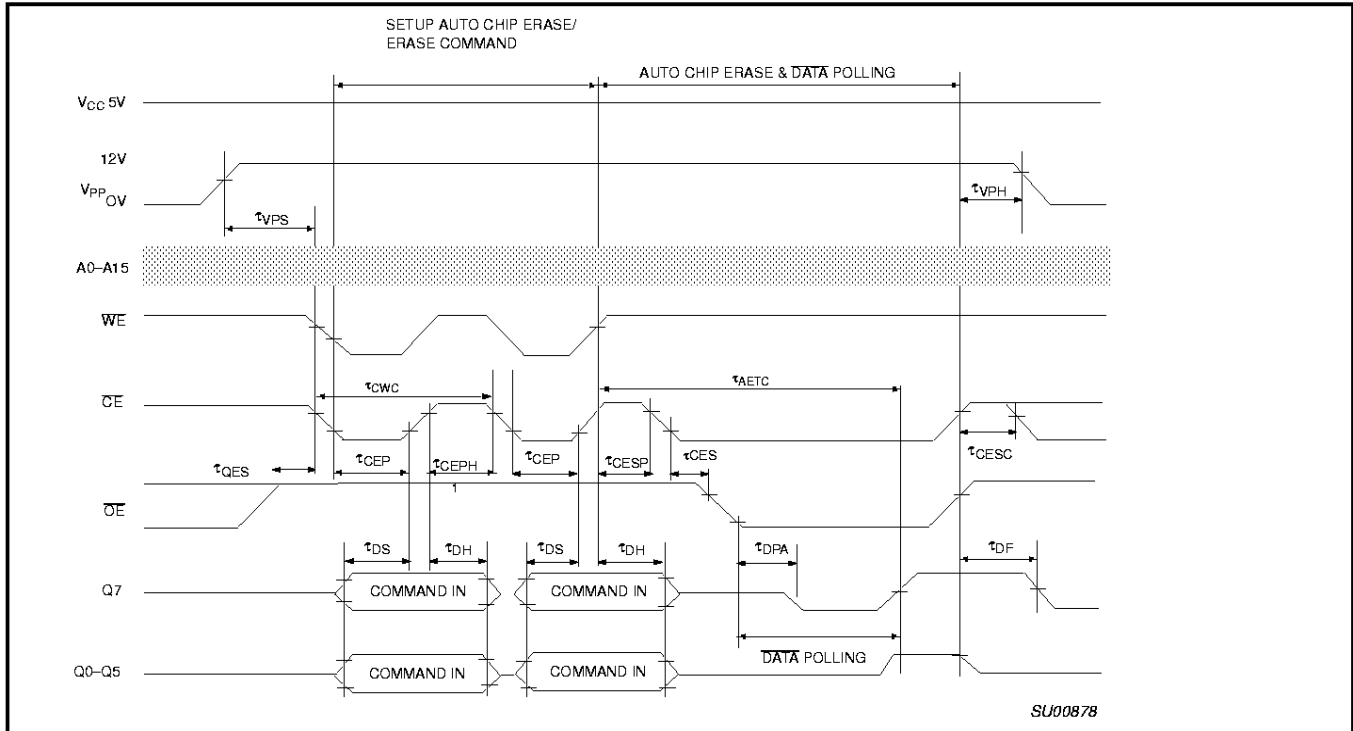 SETUP AUTO CHIP ERASE/
ERASE COMMAND
AUTO CHIP ERASE & DATA POLLING
VCC 5V
12V
VPP 0V
τVPS
τVPH
A0–A15
WE
τCWC
τAETC
CE
τQES
τCEP
τCEPH
τCEP
τCESP
τCES
τCESC
1
OE
τDS
τDH
τDS
τDH
τDPA
τDF
Q7
COMMAND IN
COMMAND IN
DATA POLLING
Q0–Q5
COMMAND IN
COMMAND IN
SU00878